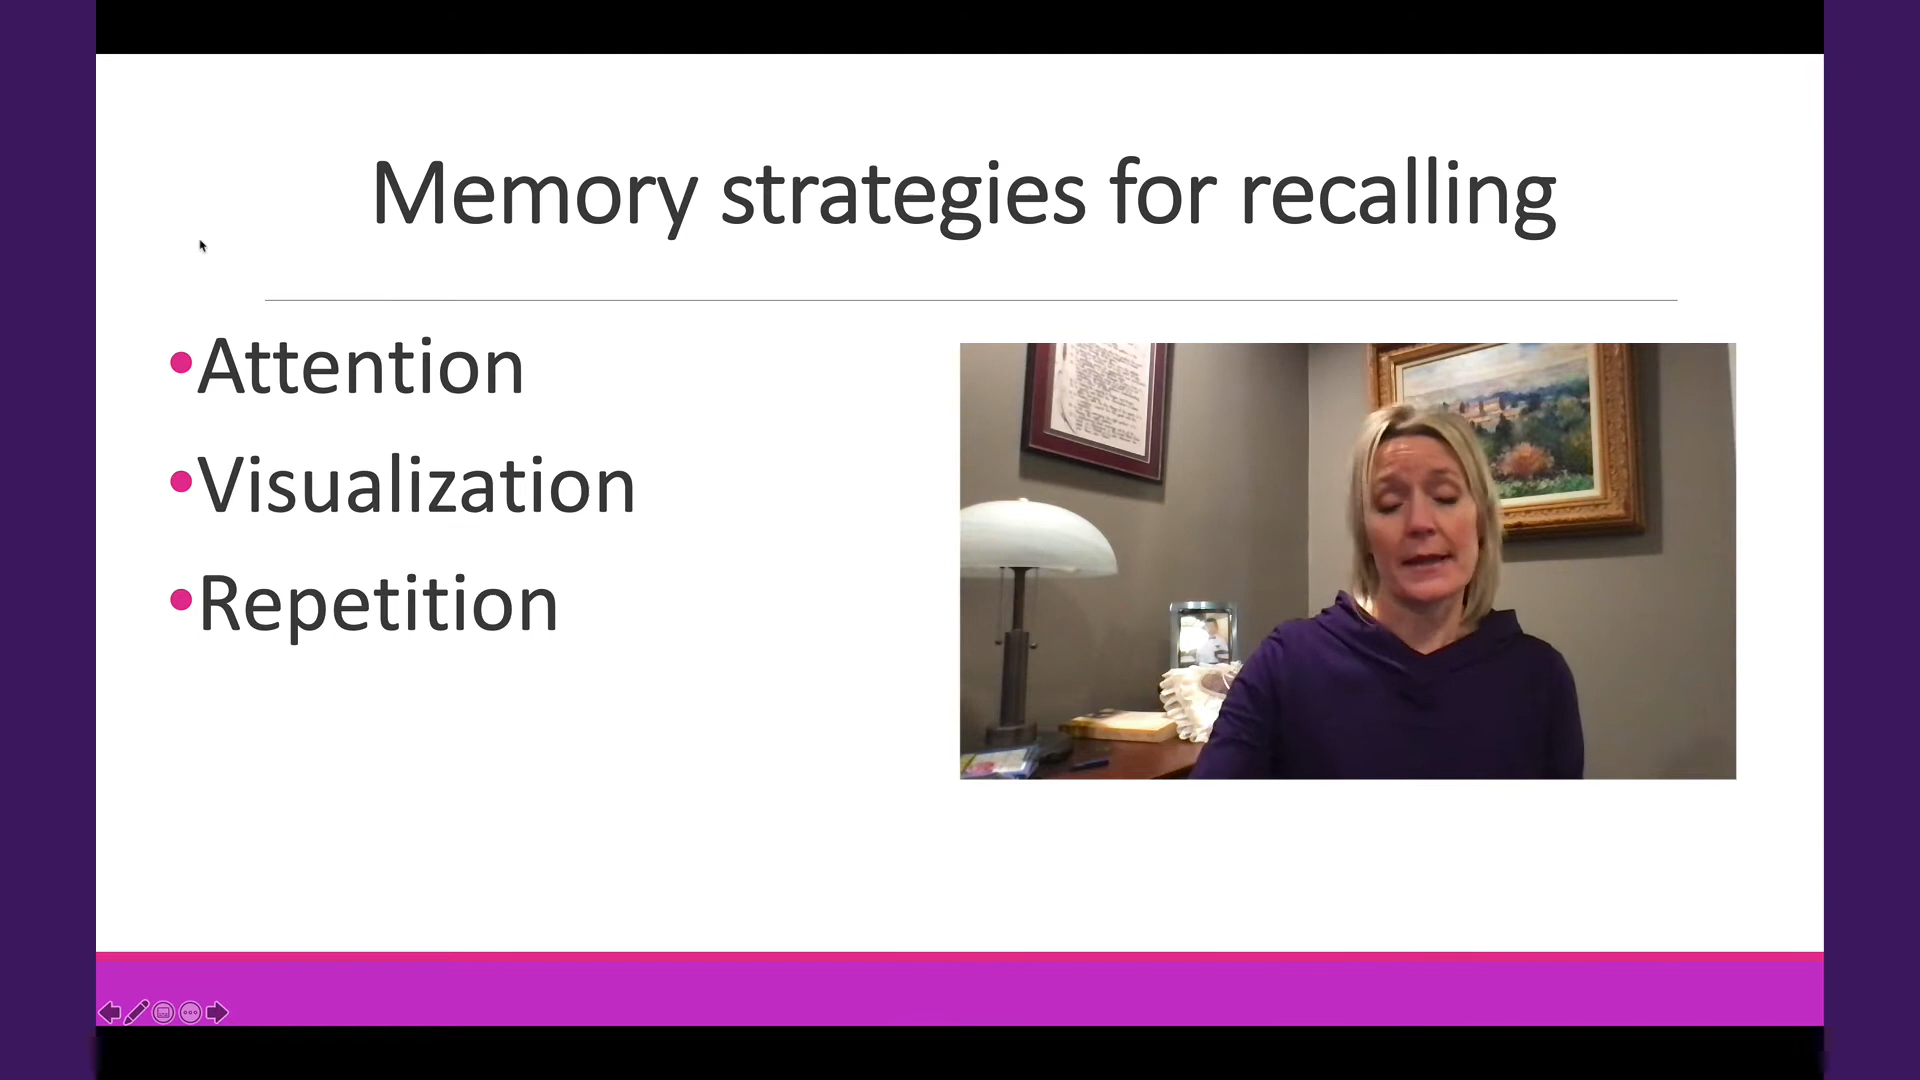 Memory strategies for recalling
•Attention
•Visualization
•Repetition